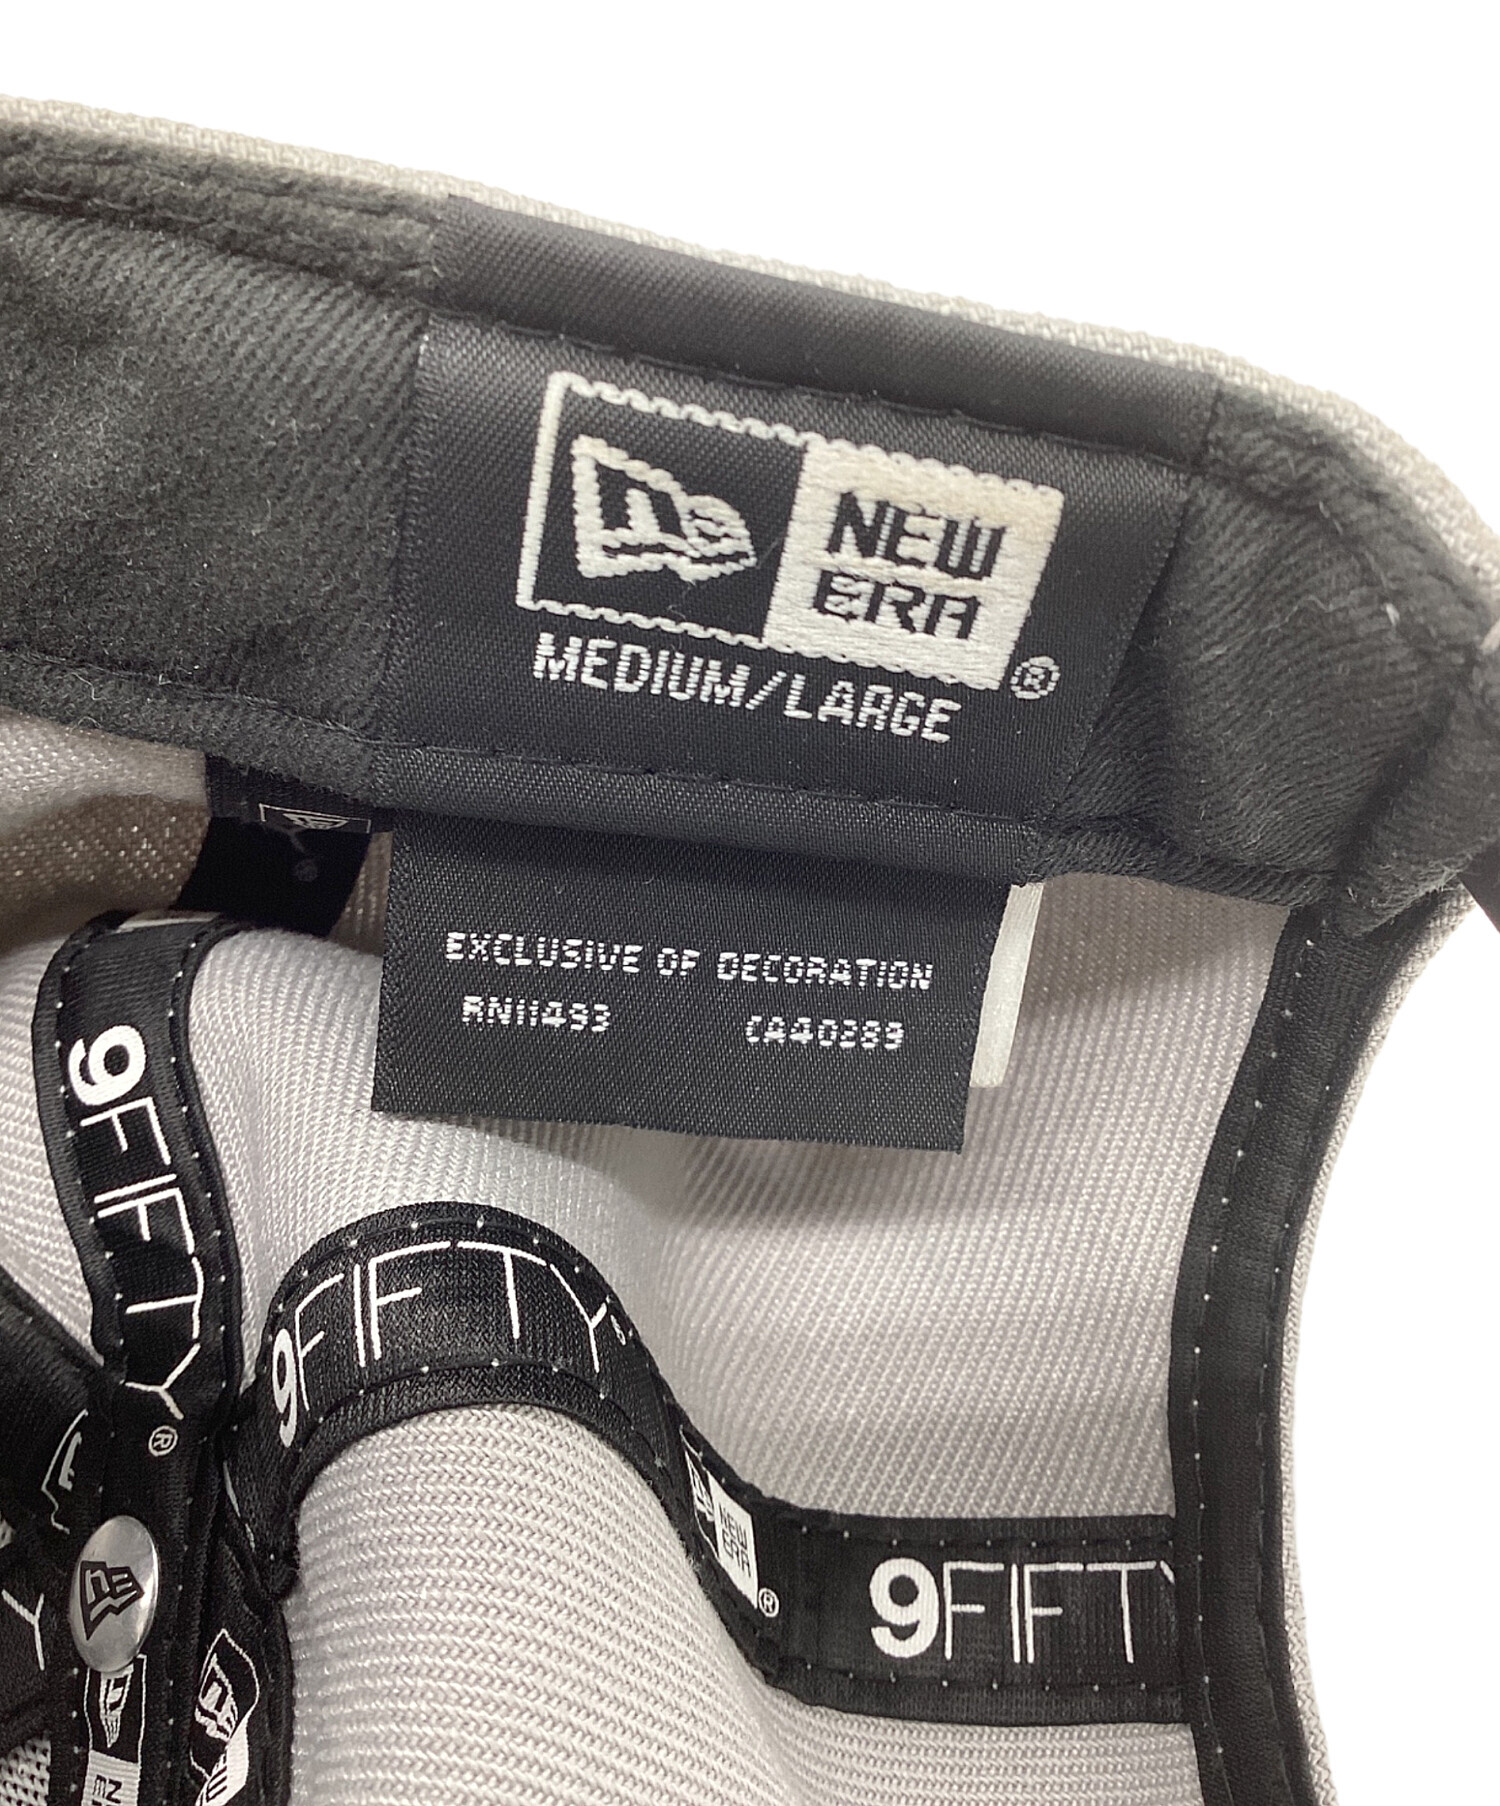 NEW
ERA
®
MEDIUM/LARGE
EXCLUSIVE OF DECORATION
RN11493 CA40289
9FIFTY®
9FIFTY®
NEW
ERA
®
9FIFTY